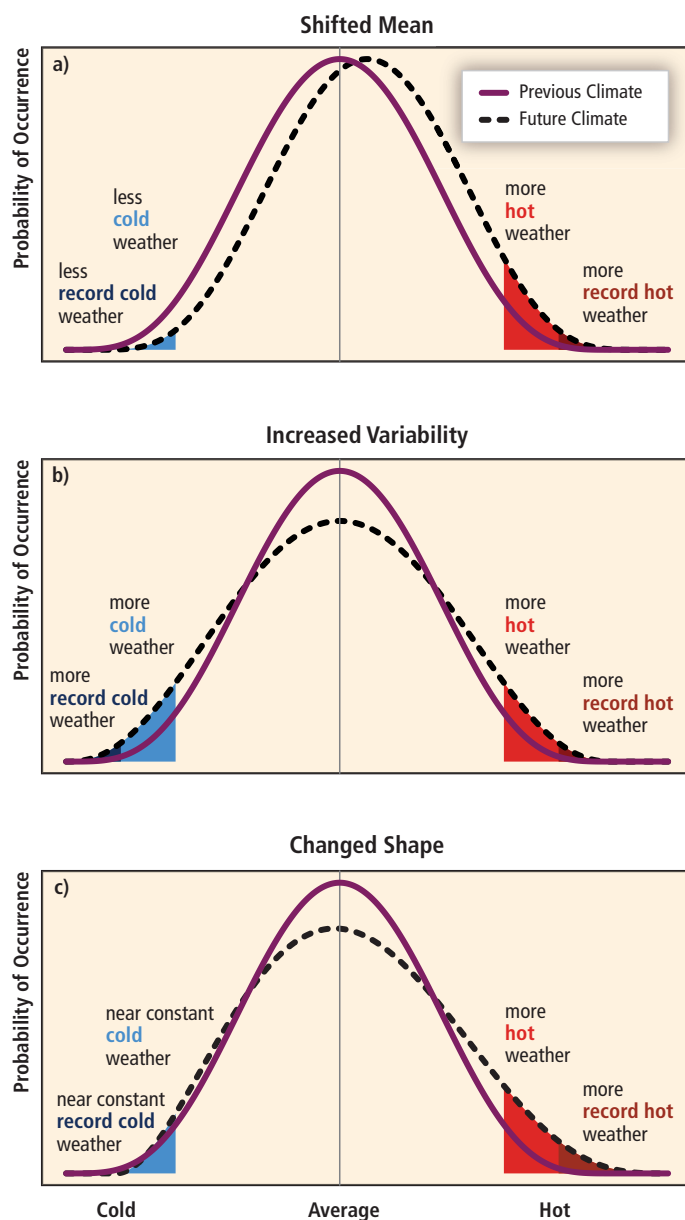 Shifted Mean
a)
Probability of Occurrence
Previous Climate
Future Climate
less
cold
weather
less
record cold
weather
more
hot
weather
more
record hot
weather
Increased Variability
b)
Probability of Occurrence
more
cold
weather
more
record cold
weather
more
hot
weather
more
record hot
weather
Changed Shape
c)
Probability of Occurrence
near constant
cold
weather
near constant
record cold
weather
more
hot
weather
more
record hot
weather
Cold
Average
Hot